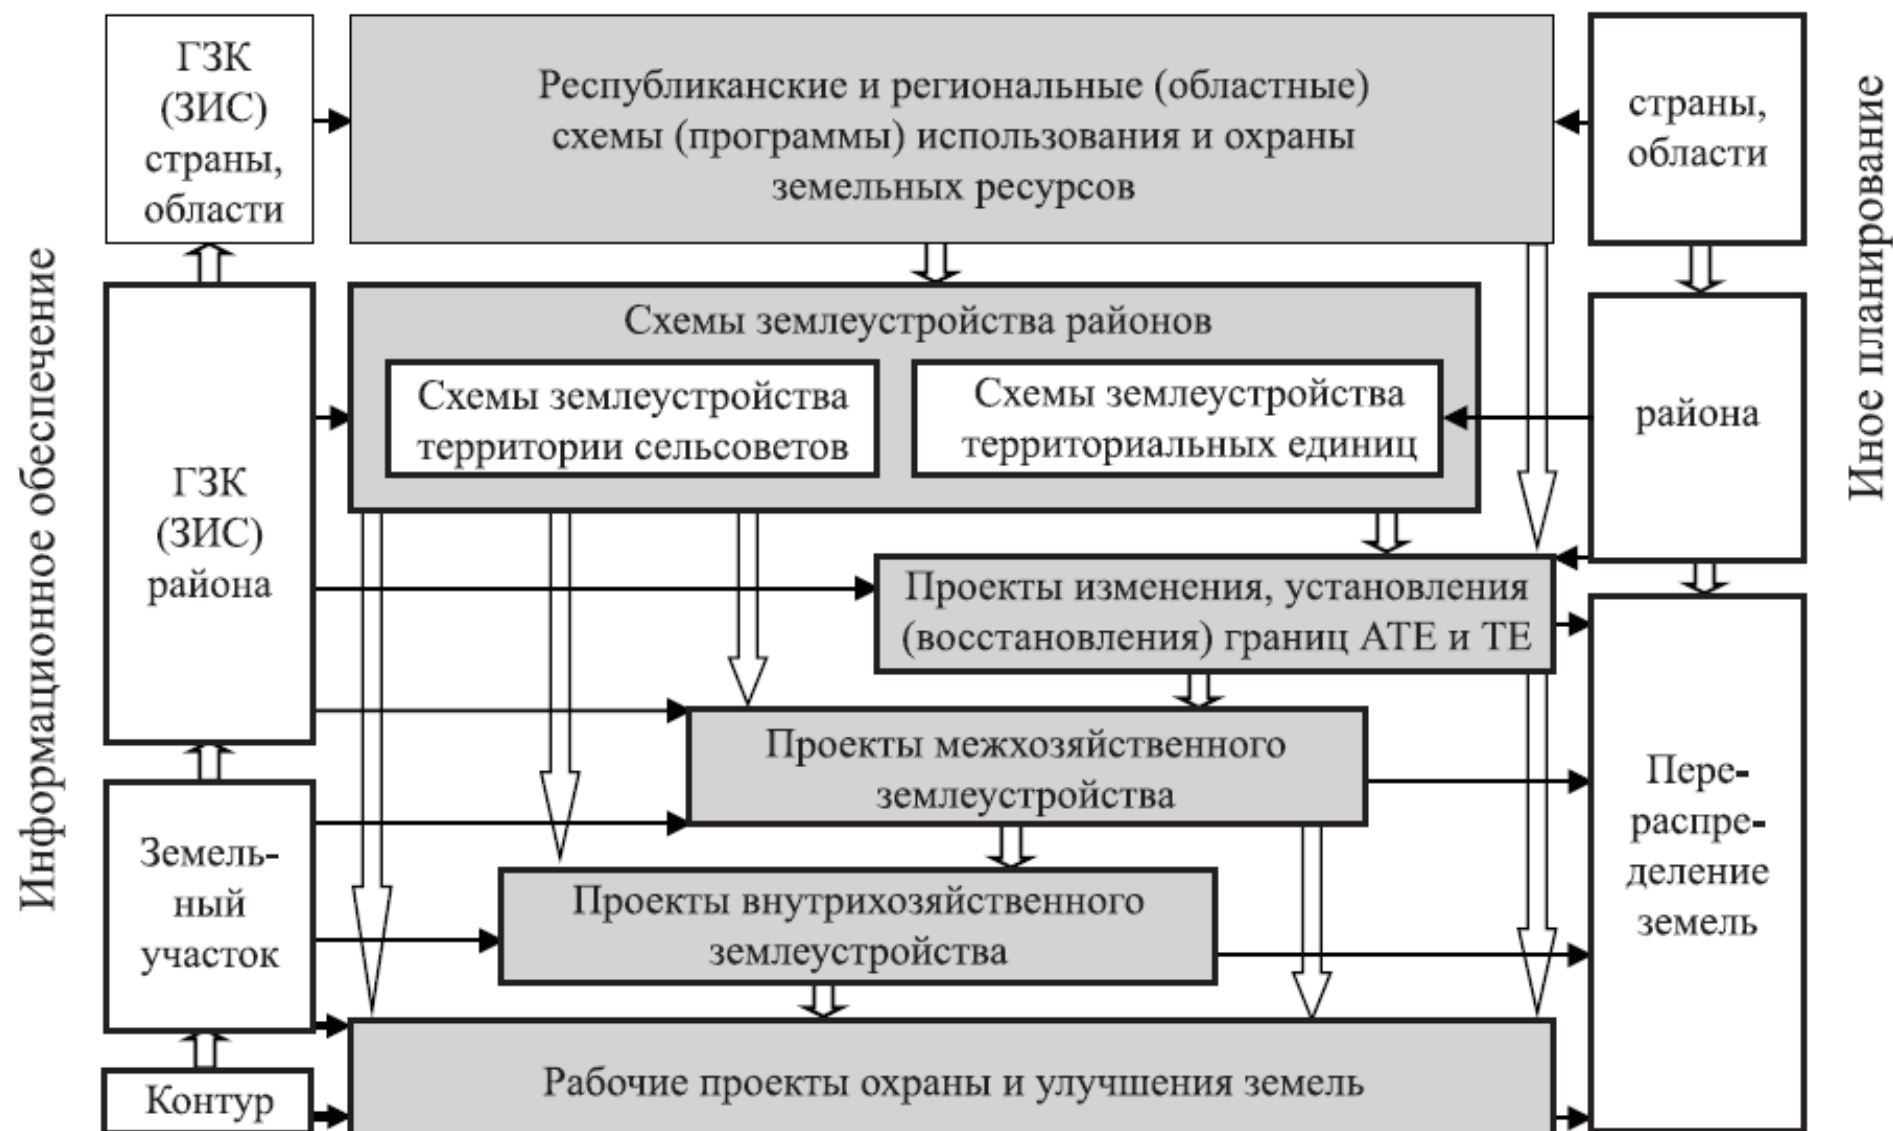 Информационное обеспечение
ГЗК
(ЗИС)
страны,
области
ГЗК
(ЗИС)
района
Земель-
ный
участок
Контур
Республиканские и региональные (областные)
схемы (программы) использования и охраны
земельных ресурсов
Схемы землеустройства районов
Схемы землеустройства
территории сельсоветов
Схемы землеустройства
территориальных единиц
Проекты изменения, установления
(восстановления) границ АТЕ и ТЕ
Проекты межхозяйственного
землеустройства
Проекты внутрихозяйственного
землеустройства
Рабочие проекты охраны и улучшения земель
страны,
области
района
Пере-
распре-
деление
земель
Иное планирование